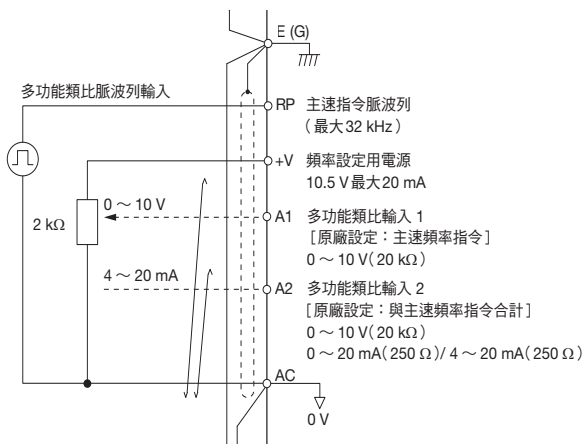 E (G)
多功能類比脈波列輸入
RP 主速指令脈波列
(最大32 kHz)
+V 頻率設定用電源
10.5 V最大20 mA
0～10 V
2 kΩ
A1 多功能類比輸入 1
[原廠設定：主速頻率指令]
0～10 V(20 kΩ)
4～20 mA
A2 多功能類比輸入 2
[原廠設定：與主速頻率指令合計]
0～10 V(20 kΩ)
0～20 mA(250 Ω)/ 4～20 mA(250 Ω)
AC
0 V